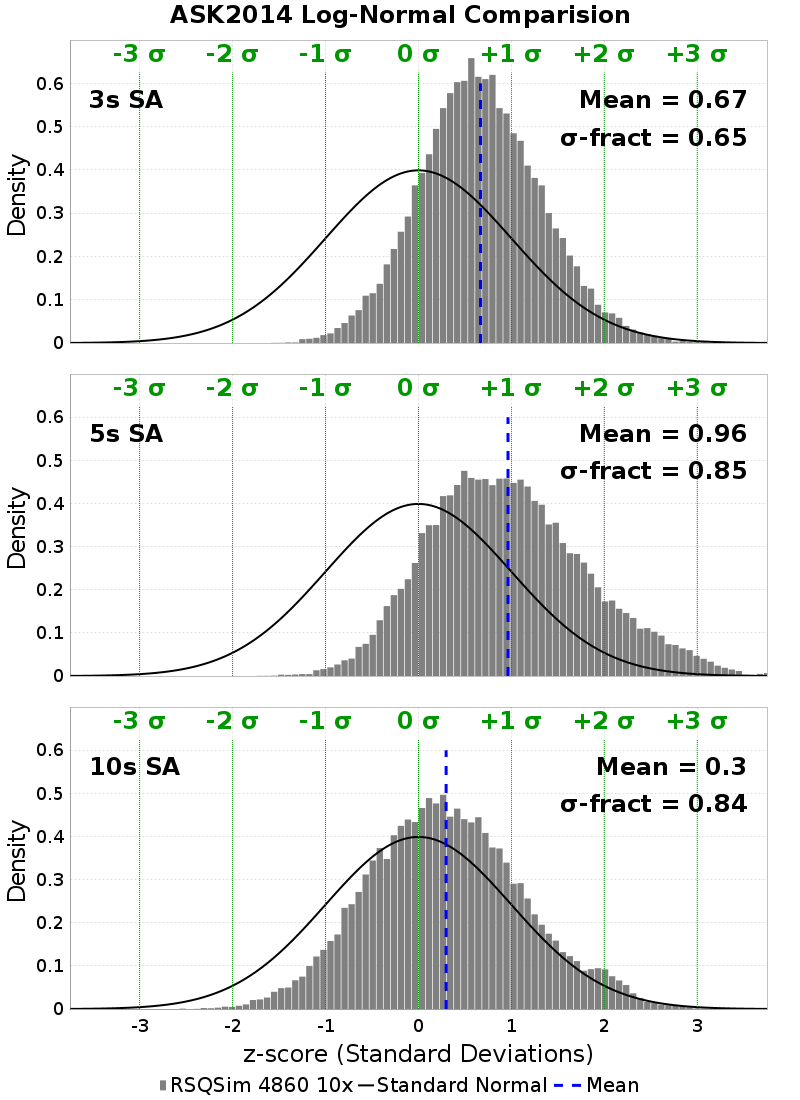 ASK2014 Log-Normal Comparision
-3 σ -2 σ -1 σ 0 σ +1 σ +2 σ +3 σ
3s SA
Mean = 0.67
σ-fract = 0.65
0.6
0.5
0.4
0.3
0.2
0.1
0
Density
-3 σ -2 σ -1 σ 0 σ +1 σ +2 σ +3 σ
5s SA
Mean = 0.96
σ-fract = 0.85
0.6
0.5
0.4
0.3
0.2
0.1
0
Density
-3 σ -2 σ -1 σ 0 σ +1 σ +2 σ +3 σ
10s SA
Mean = 0.3
σ-fract = 0.84
0.6
0.5
0.4
0.3
0.2
0.1
0
Density
-3 -2 -1 0 1 2 3
z-score (Standard Deviations)
RSQSim 4860 10x Standard Normal Mean